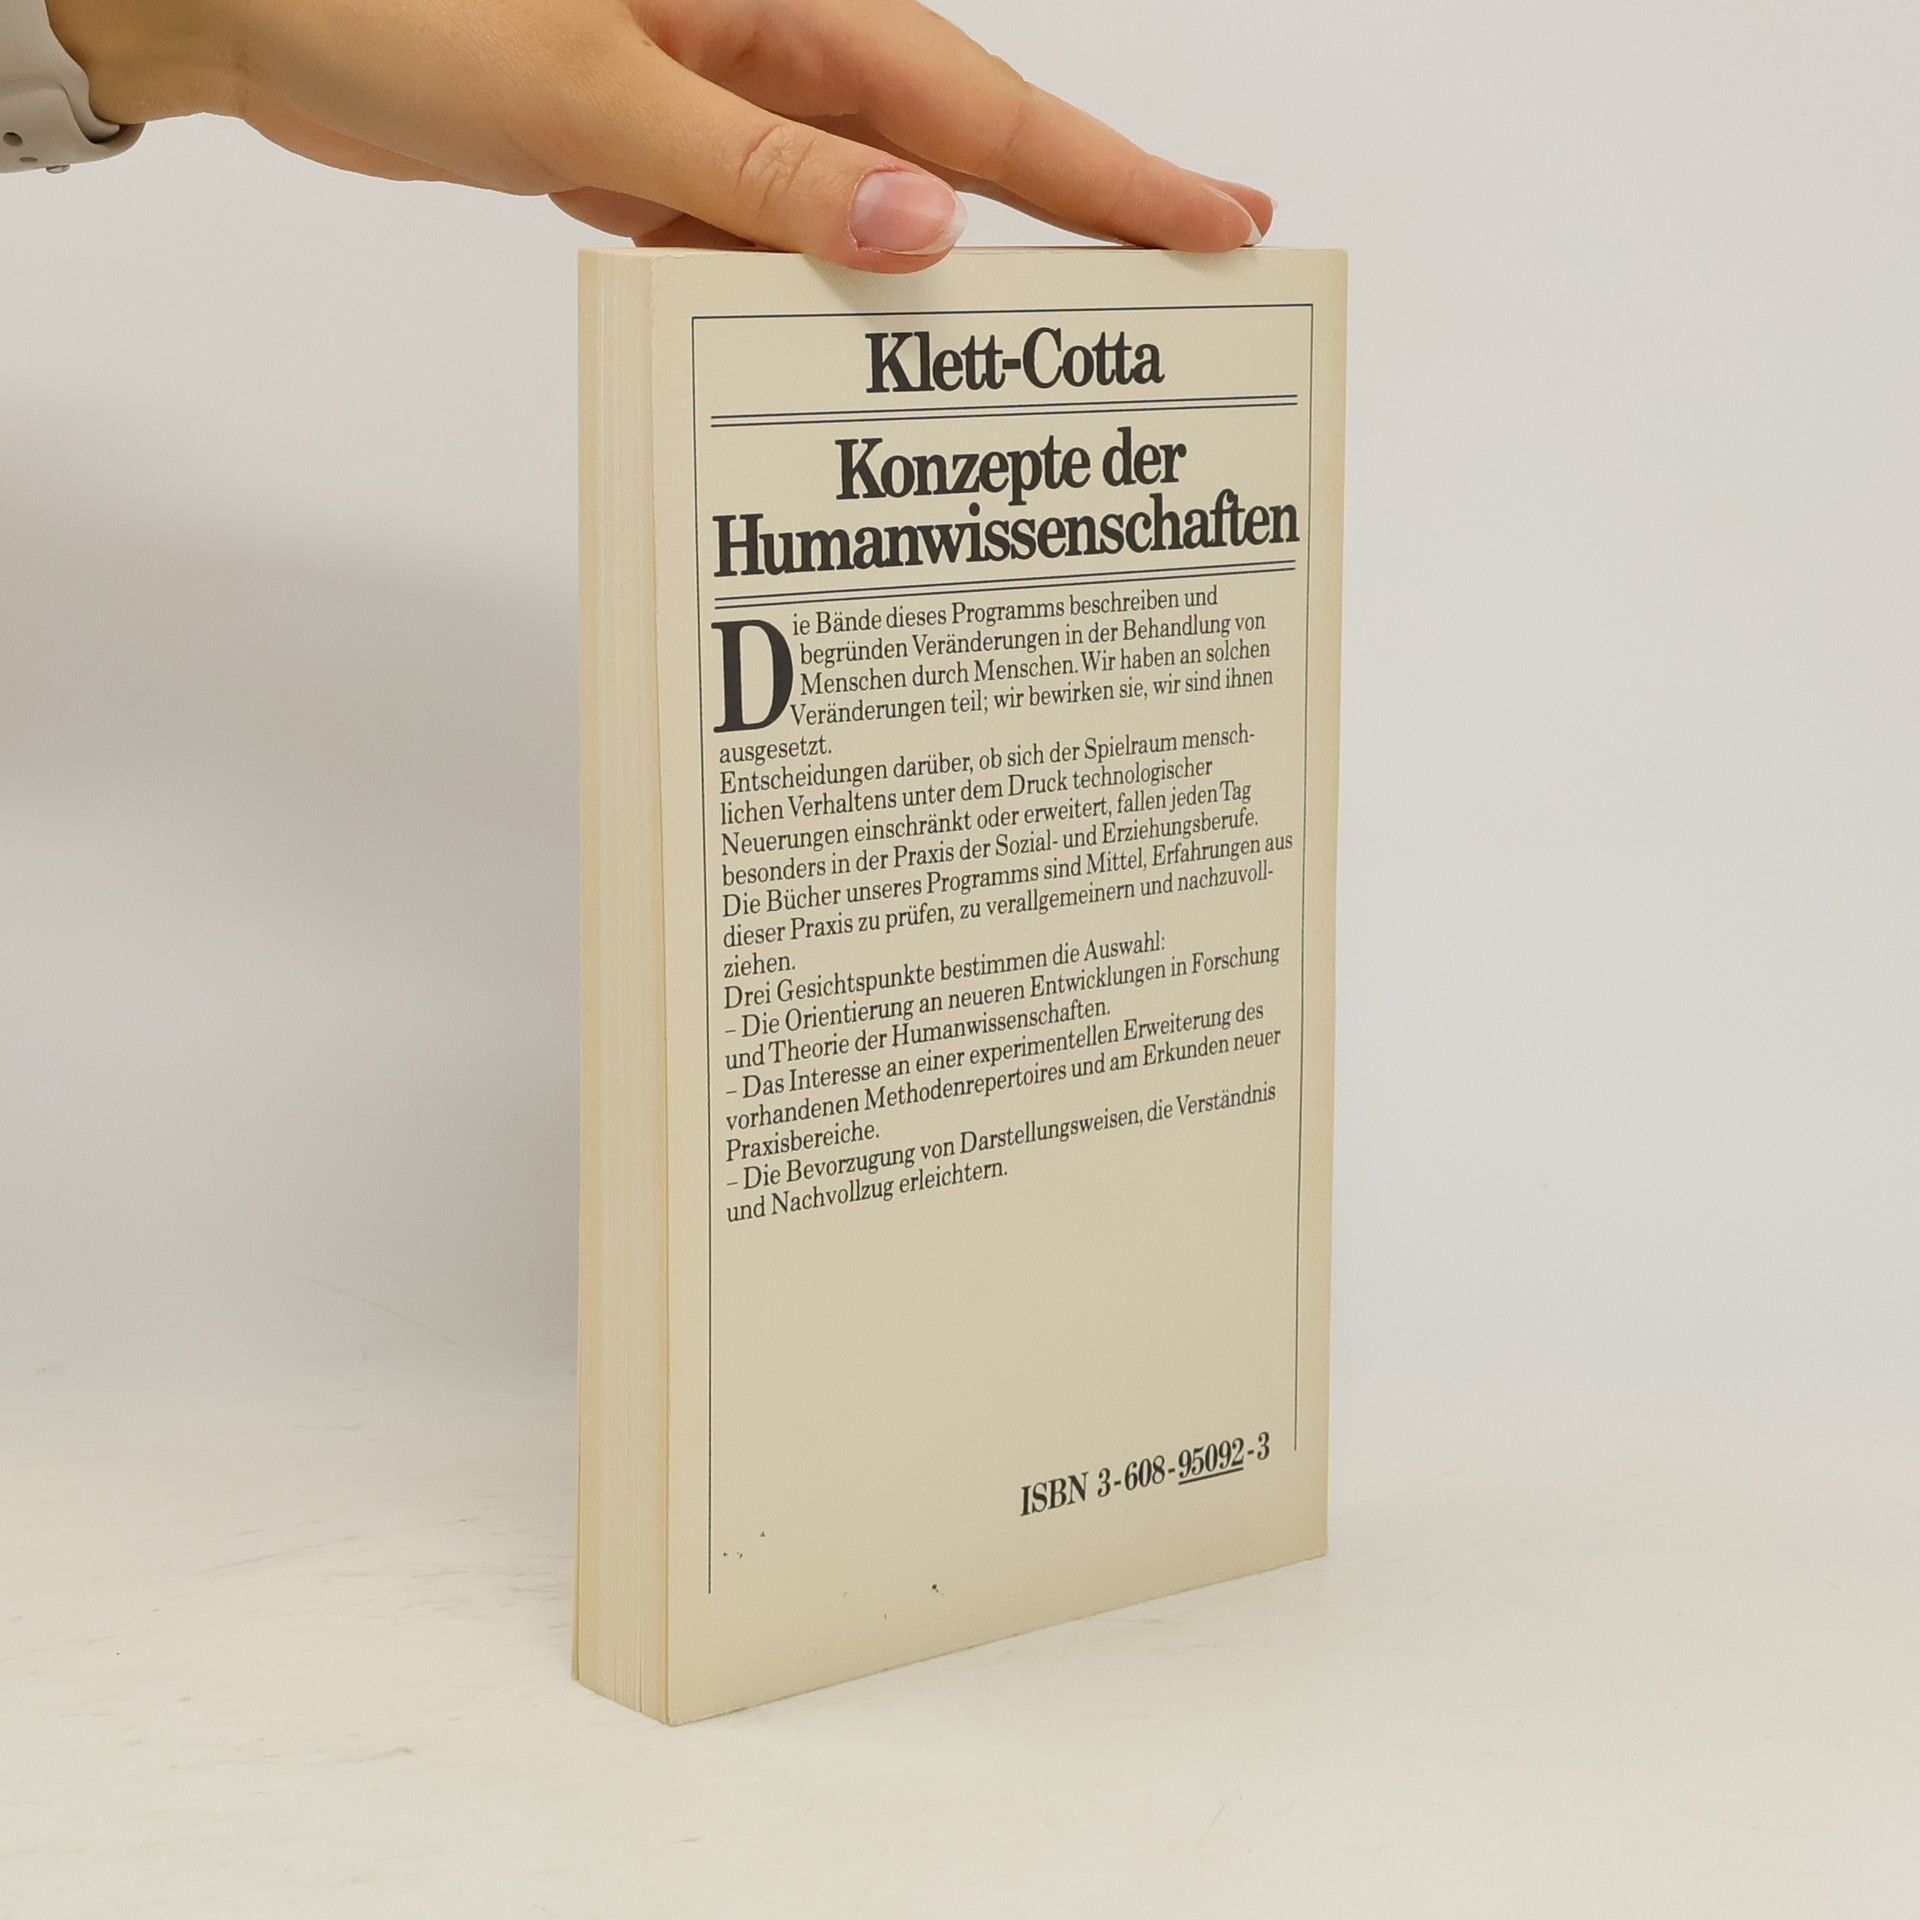 Klett-Cotta
Konzepte der
Humanwissenschaften
Die Bände dieses Programms beschreiben und
begründen Veränderungen in der Behandlung von
Menschen durch Menschen. Wir haben an solchen
Veränderungen teil; wir bewirken sie, wir sind ihnen
ausgesetzt.
Entscheidungen darüber, ob sich der Spielraum mensch-
lichen Verhaltens unter dem Druck technologischer
Neuerungen einschränkt oder erweitert, fallen jeden Tag
besonders in der Praxis der Sozial- und Erziehungsberufe.
Die Bücher unseres Programms sind Mittel, Erfahrungen aus
dieser Praxis zu prüfen, zu verallgemeinern und nachzuvoll-
ziehen.
Drei Gesichtspunkte bestimmen die Auswahl:
– Die Orientierung an neueren Entwicklungen in Forschung
und Theorie der Humanwissenschaften.
– Das Interesse an einer experimentellen Erweiterung des
vorhandenen Methodenrepertoires und am Erkunden neuer
Praxisbereiche.
– Die Bevorzugung von Darstellungsweisen, die Verständnis
und Nachvollzug erleichtern.
ISBN 3-608-95092-3